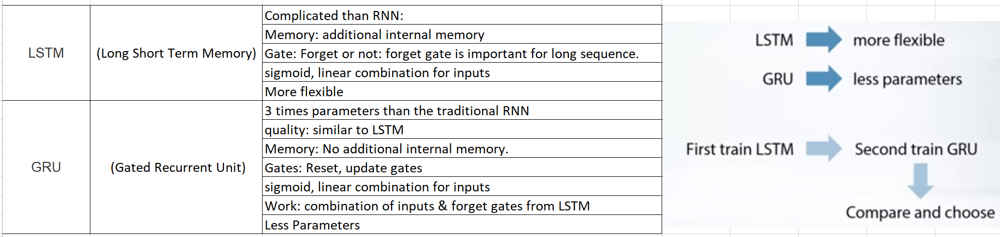 LSTM
(Long Short Term Memory)
Complicated than RNN:
Memory: additional internal memory
Gate: Forget or not: forget gate is important for long sequence.
sigmoid, linear combination for inputs
More flexible
GRU
(Gated Recurrent Unit)
3 times parameters than the traditional RNN
quality: similar to LSTM
Memory: No additional internal memory.
Gates: Reset, update gates
sigmoid, linear combination for inputs
Work: combination of inputs & forget gates from LSTM
Less Parameters
LSTM more flexible
GRU less parameters
First train LSTM Second train GRU
Compare and choose